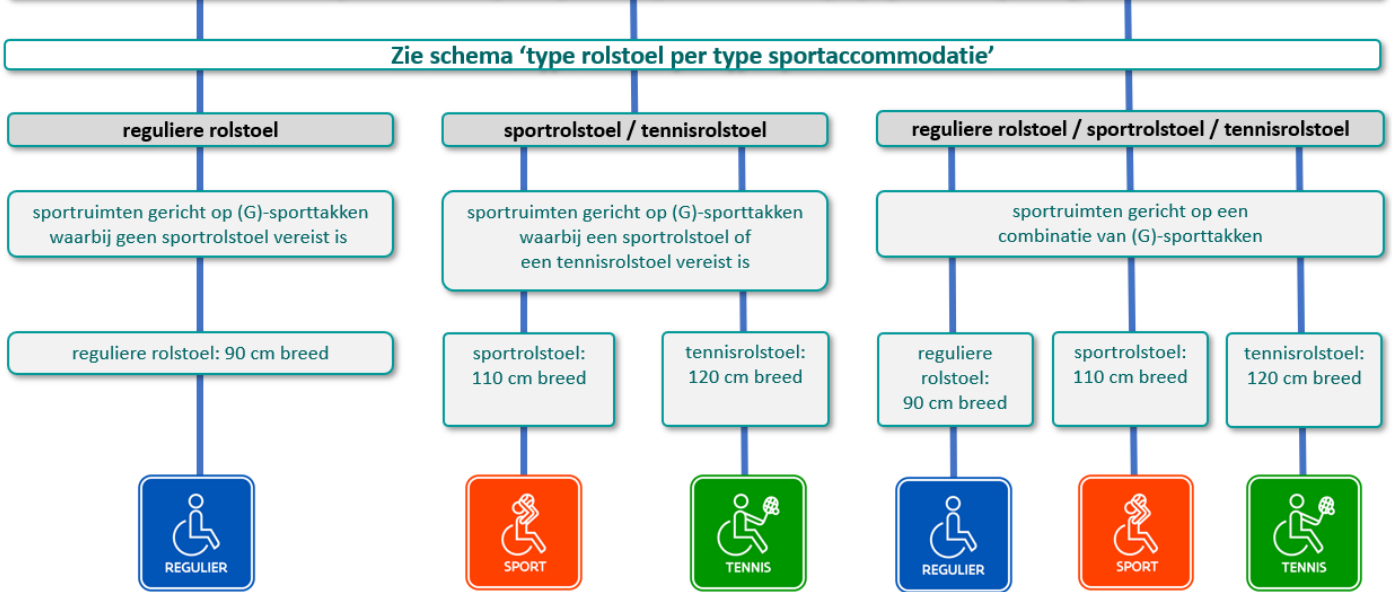 Zie schema ‘type rolstoel per type sportaccommodatie’
reguliere rolstoel
sportrolstoel / tennisrolstoel
reguliere rolstoel / sportrolstoel / tennisrolstoel
sportruimten gericht op (G)-sporttakken
waarbij geen sportrolstoel vereist is
sportruimten gericht op (G)-sporttakken
waarbij een sportrolstoel of
een tennisrolstoel vereist is
sportruimten gericht op een
combinatie van (G)-sporttakken
reguliere rolstoel: 90 cm breed
sportrolstoel:
110 cm breed
tennisrolstoel:
120 cm breed
reguliere
rolstoel:
90 cm breed
sportrolstoel:
110 cm breed
tennisrolstoel:
120 cm breed
REGULIER
SPORT
TENNIS
REGULIER
SPORT
TENNIS